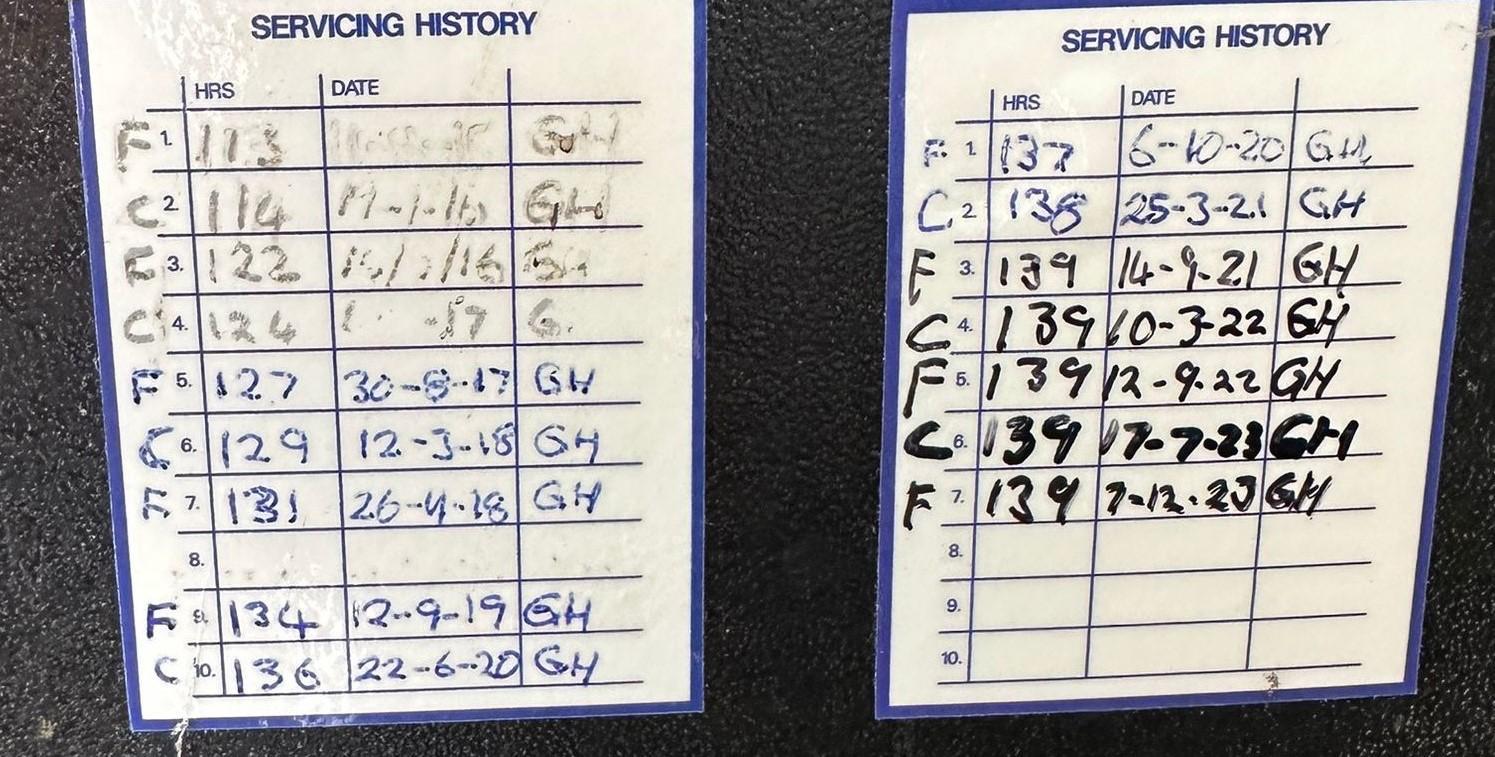 SERVICING HISTORY
HRS DATE
F 1. 113 GH
C 2. 114 GH
F 3. 122
C 4. 124
F 5. 127 30-8-17 GH
C 6. 129 12-3-18 GH
F 7. 131 GH
8.
F 9. 134 12-9-19 GH
C 10. 136 22-6-20 GH
SERVICING HISTORY
HRS DATE
F 1. 137 6-10-20 GH
C 2. 138 25-3-21 GH
F 3. 139 14-9-21 GH
C 4. 139 10-3-22 GH
F 5. 139 12-9-22 GH
C 6. 139 17-7-23 GH
F 7. 139 7-12-23 GH
8.
9.
10.